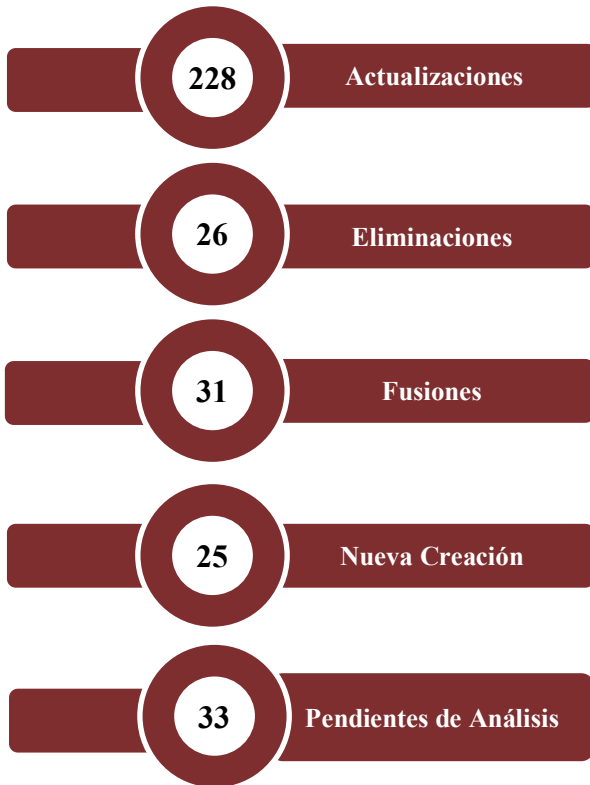 228 Actualizaciones
26 Eliminaciones
31 Fusiones
25 Nueva Creación
33 Pendientes de Análisis